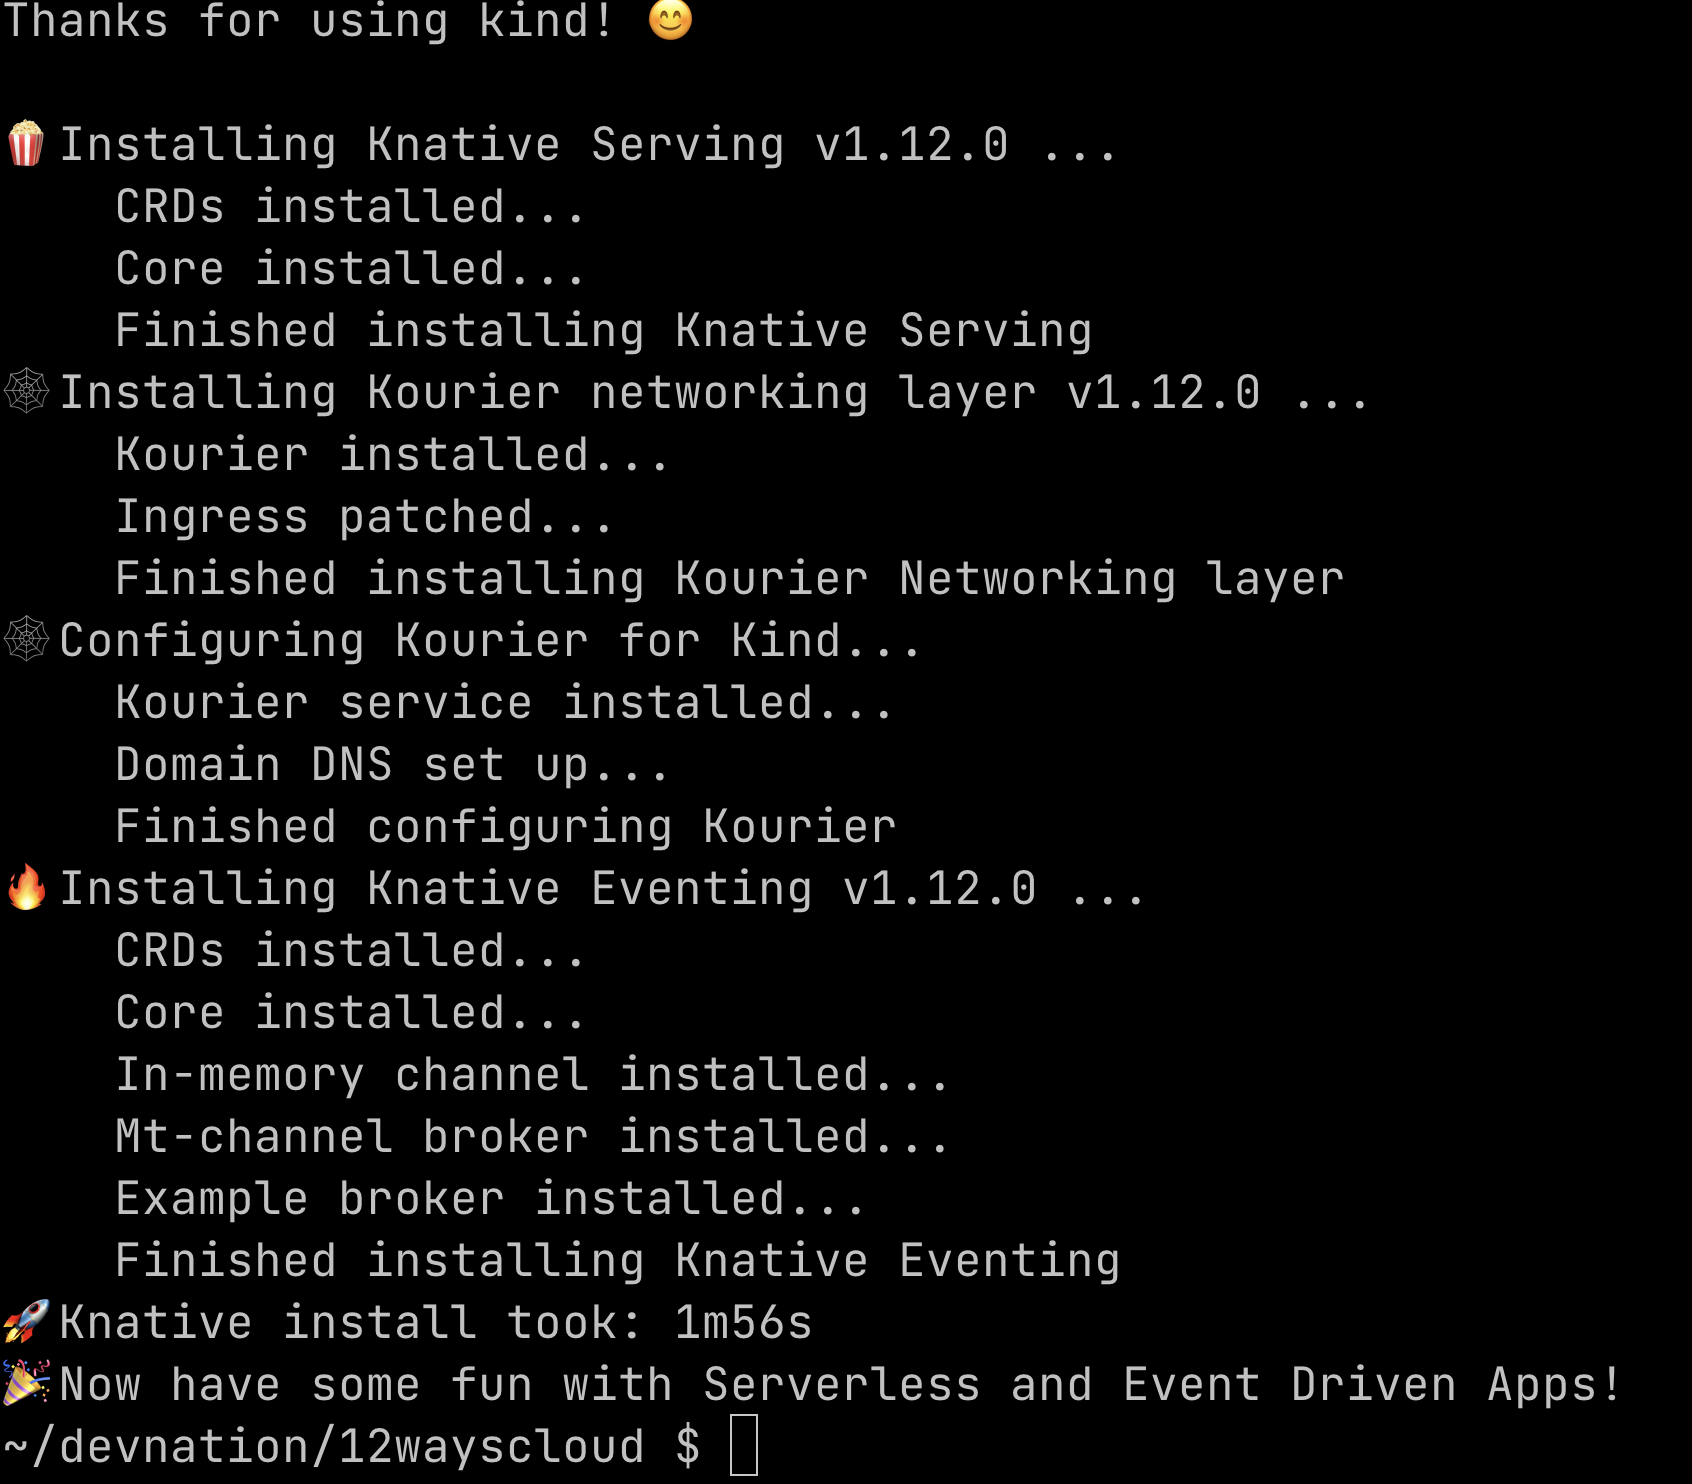 Thanks for using kind! 😊
🍿Installing Knative Serving v1.12.0 ...
CRDs installed...
Core installed...
Finished installing Knative Serving
🕸Installing Kourier networking layer v1.12.0 ...
Kourier installed...
Ingress patched...
Finished installing Kourier Networking layer
🕸Configuring Kourier for Kind...
Kourier service installed...
Domain DNS set up...
Finished configuring Kourier
🔥Installing Knative Eventing v1.12.0 ...
CRDs installed...
Core installed...
In-memory channel installed...
Mt-channel broker installed...
Example broker installed...
Finished installing Knative Eventing
🚀Knative install took: 1m56s
🎉Now have some fun with Serverless and Event Driven Apps!
~/devnation/12wayscloud $